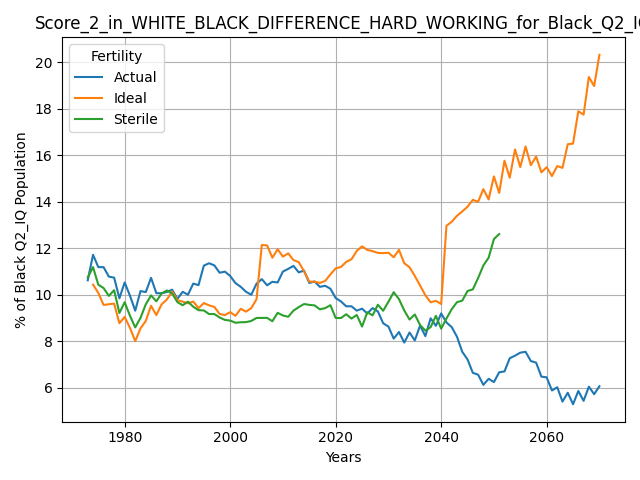 Score_2_in_WHITE_BLACK_DIFFERENCE_HARD_WORKING_for_Black_Q2_IQ
Fertility
Actual
Ideal
Sterile
% of Black Q2_IQ Population
20
18
16
14
12
10
8
6
1980
2000
2020
2040
2060
Years